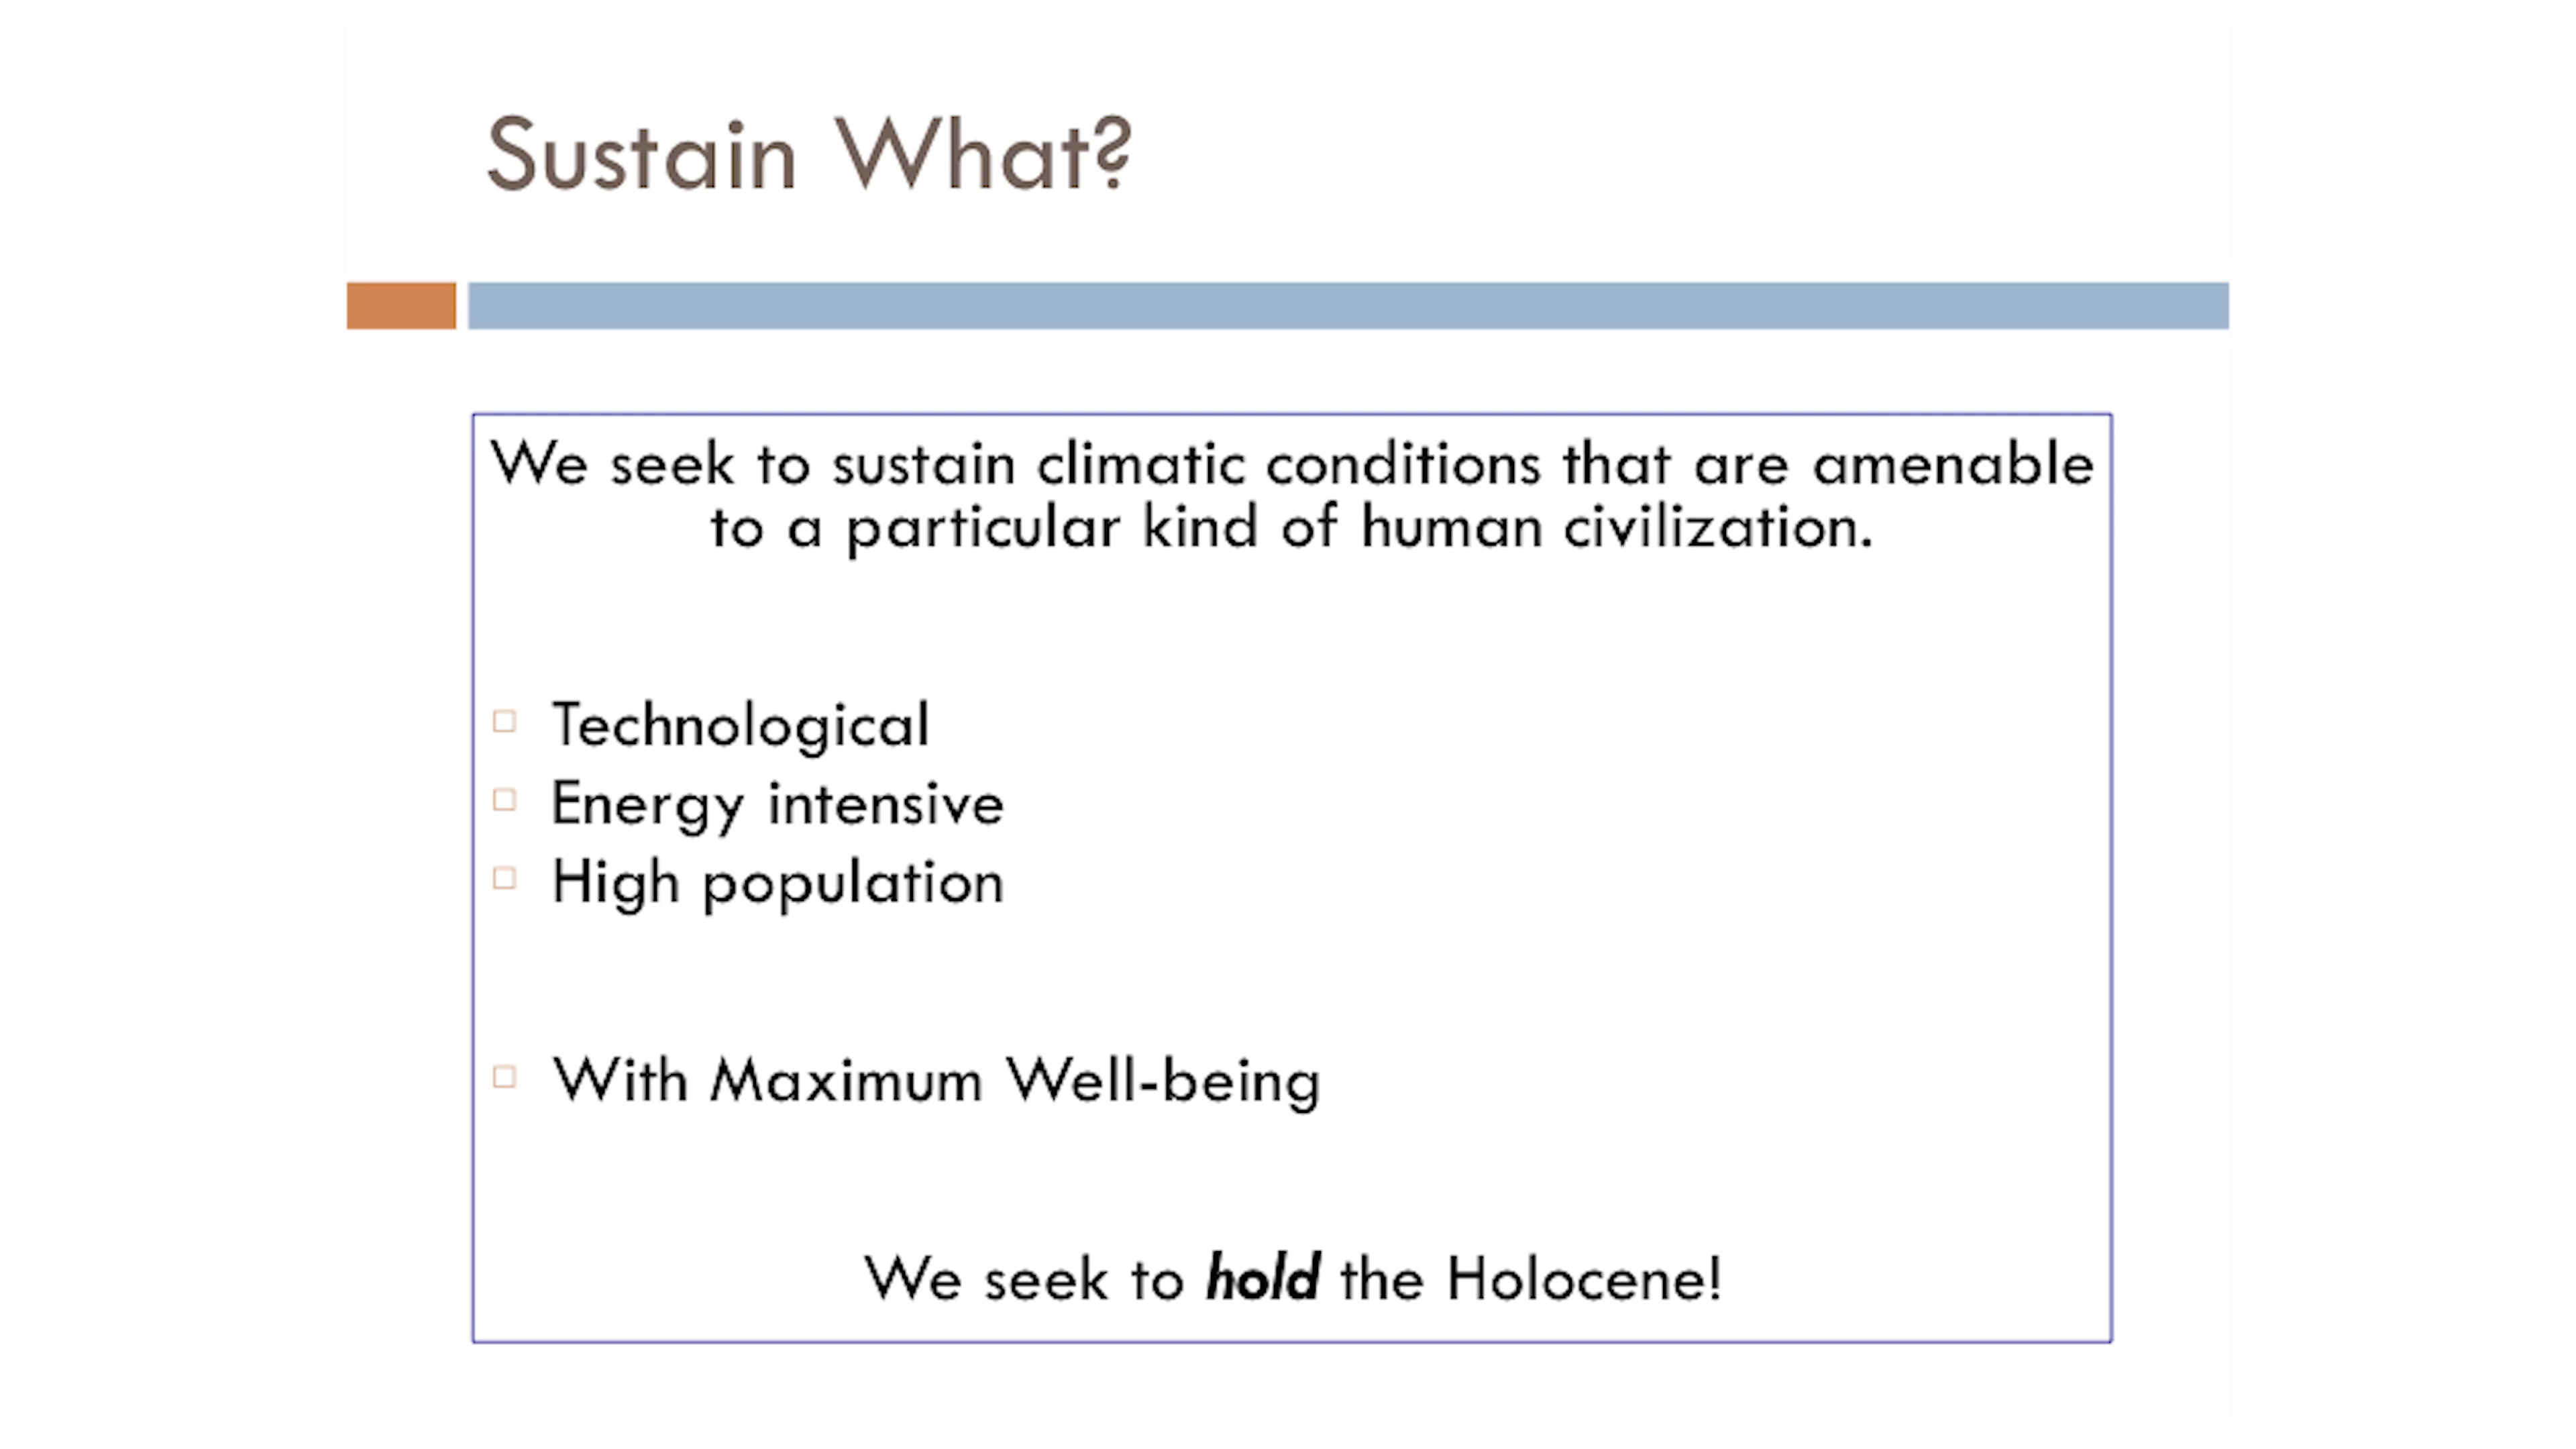 Sustain What?
We seek to sustain climatic conditions that are amenable
to a particular kind of human civilization.
Technological
Energy intensive
High population
With Maximum Well-being
We seek to hold the Holocene!